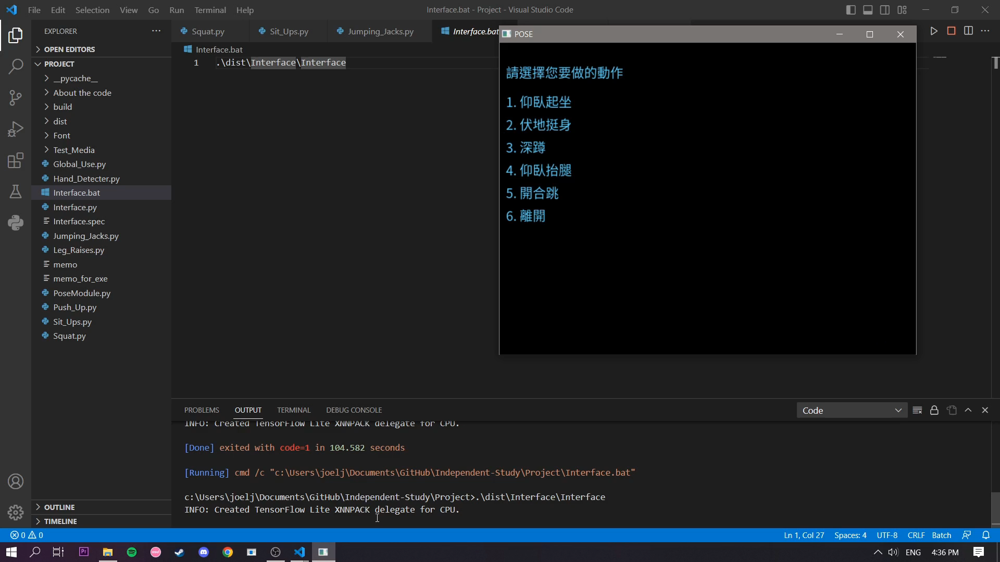 File Edit Selection View Go Run Terminal Help
Interface.bat - Project - Visual Studio Code
EXPLORER
OPEN EDITORS
PROJECT
__pycache__
About the code
build
dist
Font
Test_Media
Global_Use.py
Hand_Detecter.py
Interface.bat
Interface.py
Interface.spec
Jumping_Jacks.py
Leg_Raises.py
memo
memo_for_exe
PoseModule.py
Push_Up.py
Sit_Ups.py
Squat.py
OUTLINE
TIMELINE
Squat.py Sit_Ups.py Jumping_Jacks.py Interface.bat
Interface.bat
1 .\dist\Interface\Interface
POSE
請選擇您要做的動作
1. 仰臥起坐
2. 伏地挺身
3. 深蹲
4. 仰臥抬腿
5. 開合跳
6. 離開
PROBLEMS OUTPUT TERMINAL DEBUG CONSOLE
Code
INFO: Created TensorFlow Lite XNNPACK delegate for CPU.
[Done] exited with code=1 in 104.582 seconds
[Running] cmd /c "c:\Users\joelj\Documents\GitHub\Independent-Study\Project\Interface.bat"
c:\Users\joelj\Documents\GitHub\Independent-Study\Project>.\dist\Interface\Interface
INFO: Created TensorFlow Lite XNNPACK delegate for CPU.
0 0
Ln 1, Col 27 Spaces: 4 UTF-8 CRLF Batch
Pr
osu!
ENG 4:36 PM